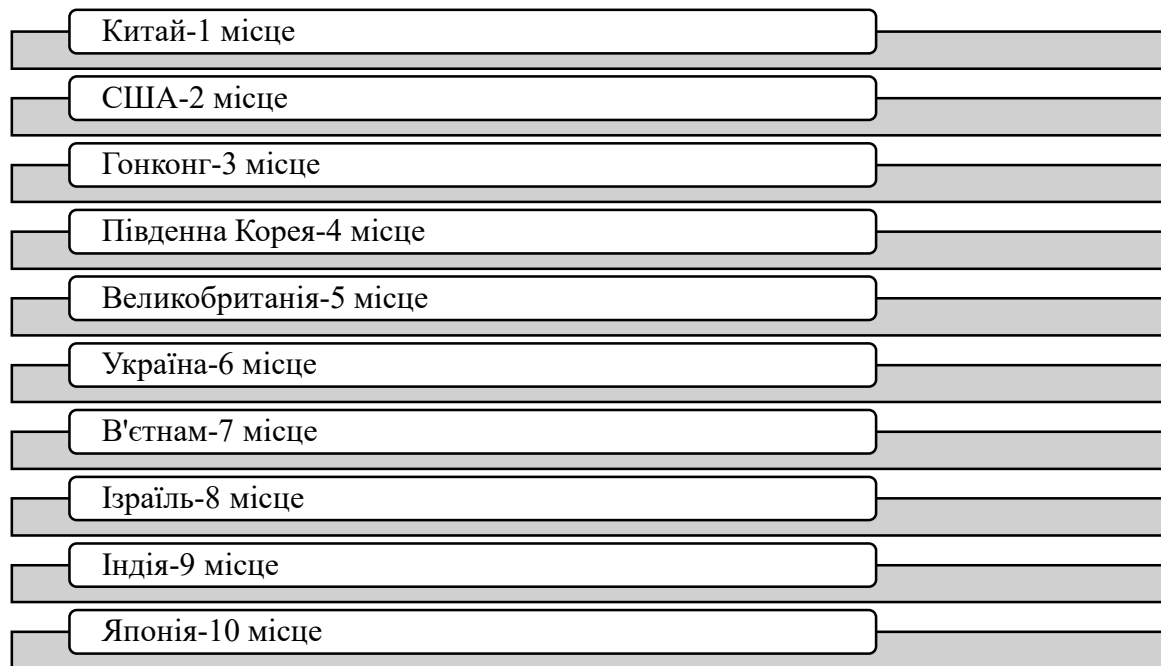 Китай-1 місце
США-2 місце
Гонконг-3 місце
Південна Корея-4 місце
Великобританія-5 місце
Україна-6 місце
В'єтнам-7 місце
Ізраїль-8 місце
Індія-9 місце
Японія-10 місце